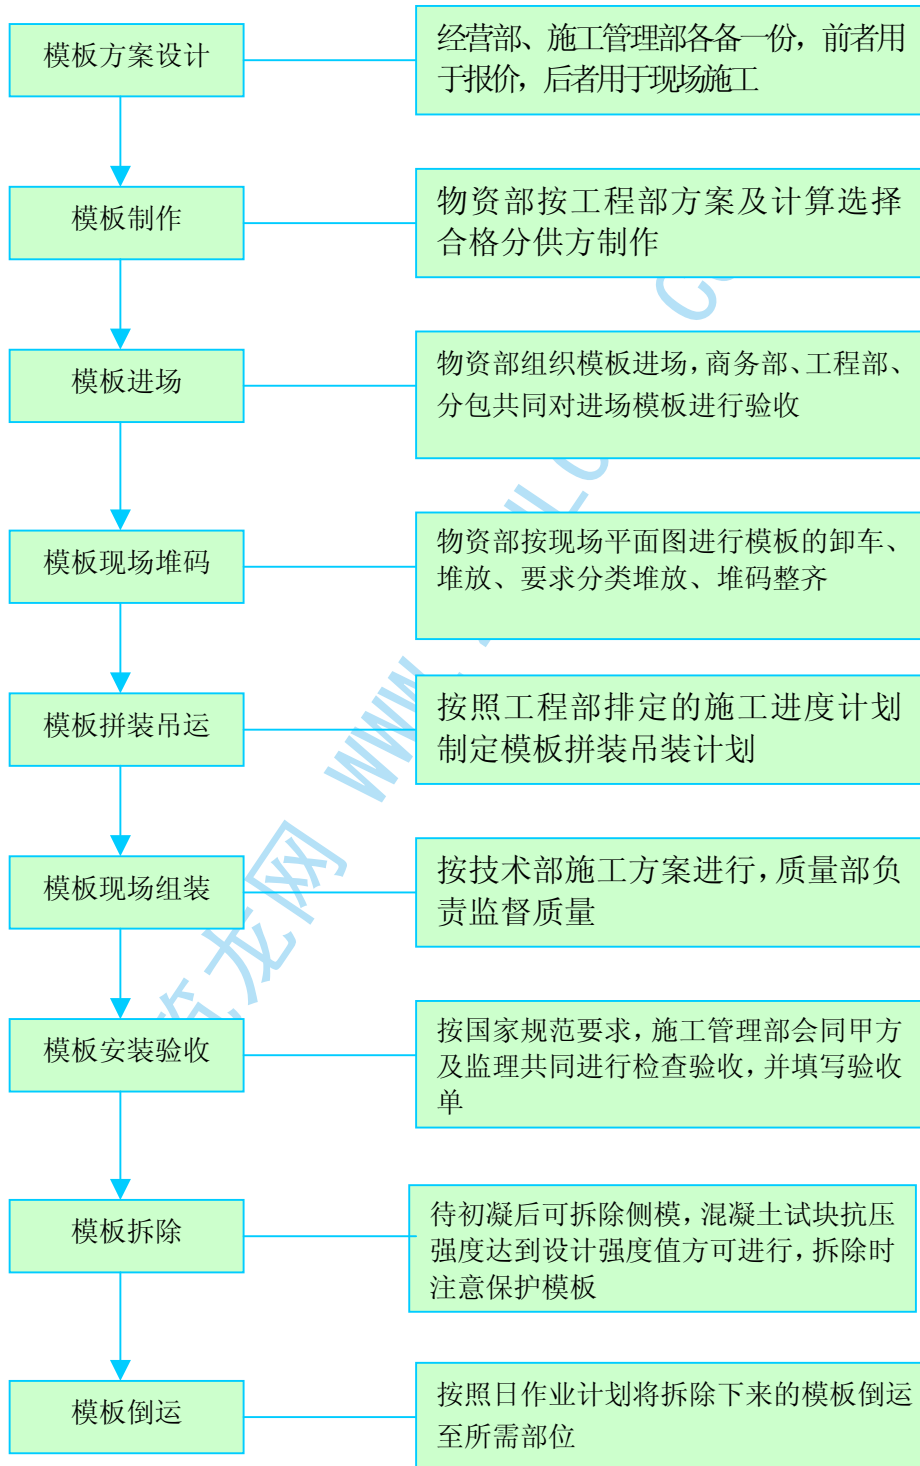 模板方案设计
经营部、施工管理部各备一份，前者用
于报价，后者用于现场施工
模板制作
物资部按工程部方案及计算选择
合格分供方制作
模板进场
物资部组织模板进场，商务部、工程部、
分包共同对进场模板进行验收
模板现场堆码
物资部按现场平面图进行模板的卸车、
堆放、要求分类堆放、堆码整齐
模板拼装吊运
按照工程部排定的施工进度计划
制定模板拼装吊装计划
模板现场组装
按技术部施工方案进行，质量部负
责监督质量
模板安装验收
按国家规范要求，施工管理部会同甲方
及监理共同进行检查验收，并填写验收
单
模板拆除
待初凝后可拆除侧模，混凝土试块抗压
强度达到设计强度值方可进行，拆除时
注意保护模板
模板倒运
按照日作业计划将拆除下来的模板倒运
至所需部位
龙网 WWW.